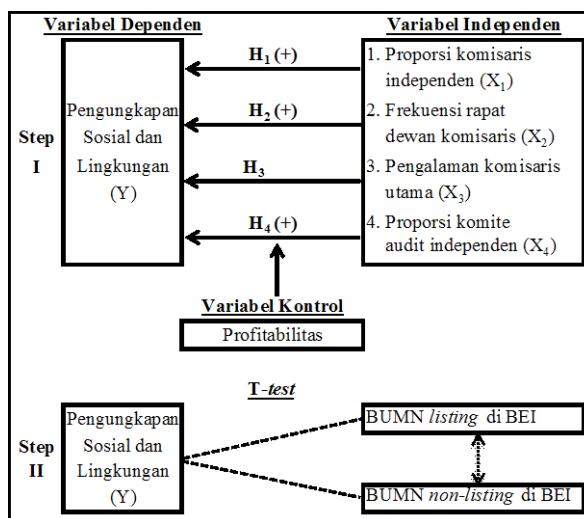 Variabel Dependen
Variabel Independen
Step
I
Pengungkapan
Sosial dan
Lingkungan
(Y)
H1 (+)
H2 (+)
H3
H4 (+)
1. Proporsi komisaris
independen (X1)
2. Frekuensi rapat
dewan komisaris (X2)
3. Pengalaman komisaris
utama (X3)
4. Proporsi komite
audit independen (X4)
Variabel Kontrol
Profitabilitas
T-test
Step
II
Pengungkapan
Sosial dan
Lingkungan
(Y)
BUMN listing di BEI
BUMN non-listing di BEI